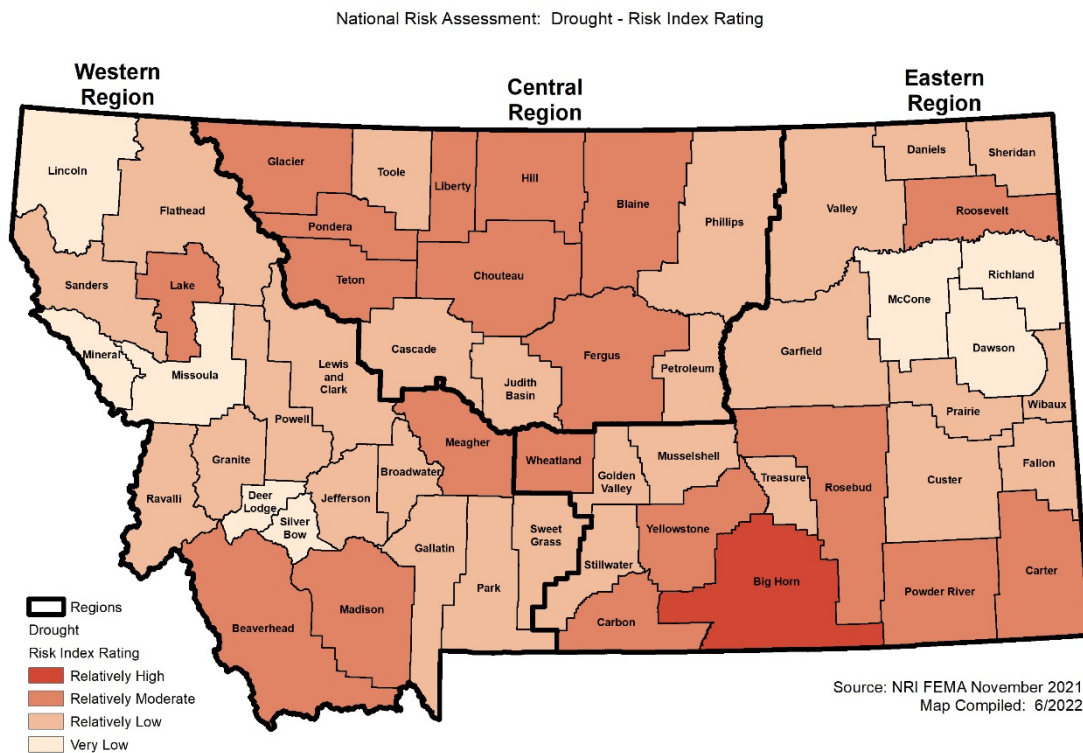 National Risk Assessment: Drought - Risk Index Rating
Western
Region
Central
Region
Eastern
Region
Lincoln
Flathead
Glacier
Toole
Liberty
Hill
Blaine
Phillips
Valley
Daniels
Sheridan
Roosevelt
Pondera
Teton
Chouteau
Sanders
Lake
Richland
McCone
Dawson
Mineral
Missoula
Lewis
and
Clark
Cascade
Judith
Basin
Fergus
Petroleum
Garfield
Prairie
Wibaux
Powell
Granite
Ravalli
Meagher
Broadwater
Jefferson
Deer
Lodge
Silver
Bow
Wheatland
Golden
Valley
Musselshell
Treasure
Rosebud
Custer
Fallon
Gallatin
Park
Sweet
Grass
Stillwater
Yellowstone
Big Horn
Carbon
Powder River
Carter
Beaverhead
Madison
Regions
Drought
Risk Index Rating
Relatively High
Relatively Moderate
Relatively Low
Very Low
Source: NRI FEMA November 2021
Map Compiled: 6/2022